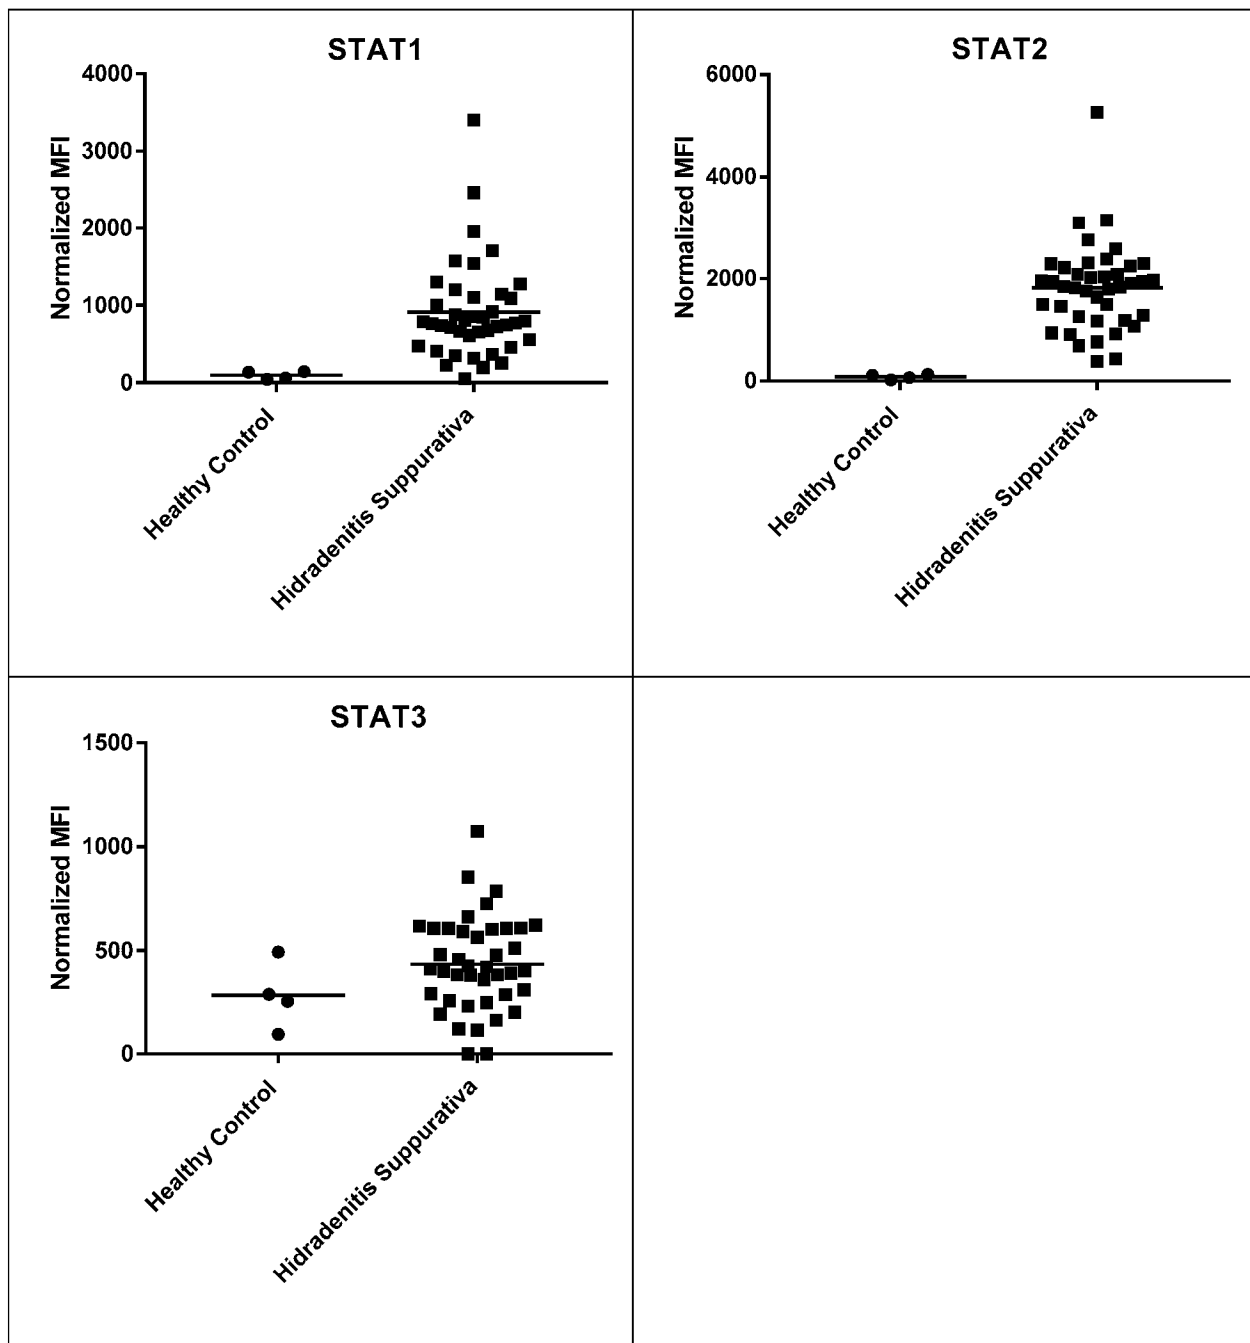 STAT1
4000
3000
2000
1000
0
Normalized MFI
Healthy Control
Hidradenitis Suppurativa
STAT2
6000
4000
2000
0
Normalized MFI
Healthy Control
Hidradenitis Suppurativa
STAT3
1500
1000
500
0
Normalized MFI
Healthy Control
Hidradenitis Suppurativa